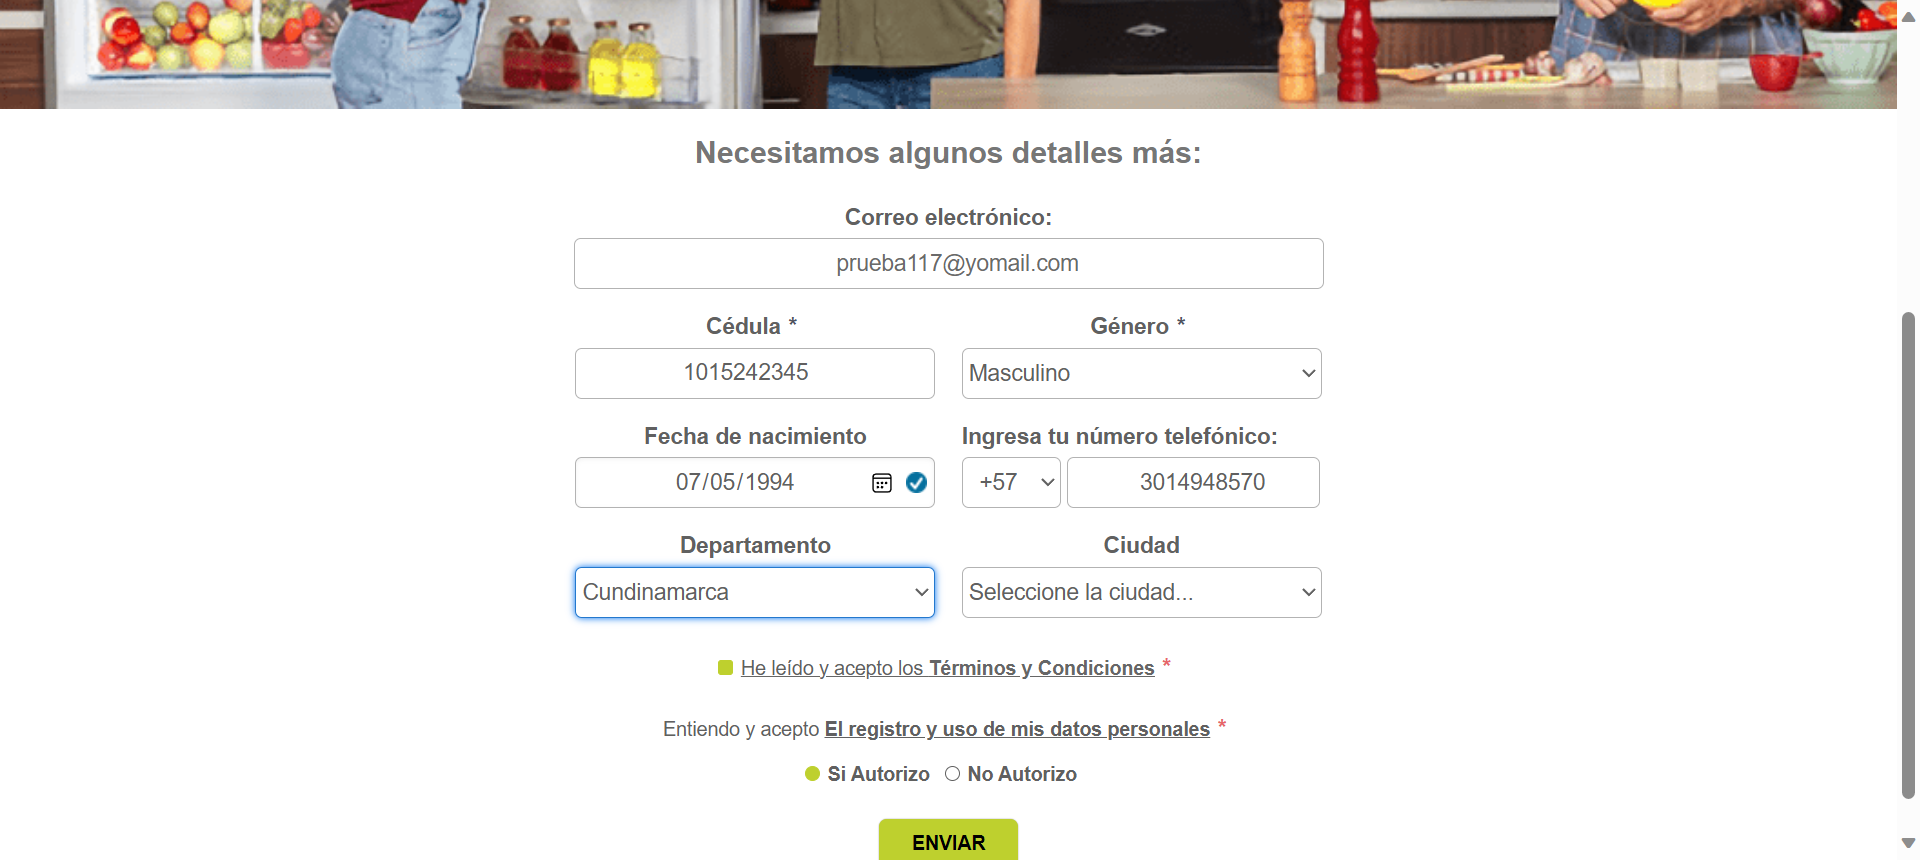 Necesitamos algunos detalles más:
Correo electrónico:
prueba117@yomail.com
Cédula *
Género *
1015242345
Masculino
Fecha de nacimiento
Ingresa tu número telefónico:
07/05/1994
+57
3014948570
Departamento
Ciudad
Cundinamarca
Seleccione la ciudad...
He leído y acepto los Términos y Condiciones *
Entiendo y acepto El registro y uso de mis datos personales *
Si Autorizo
No Autorizo
ENVIAR